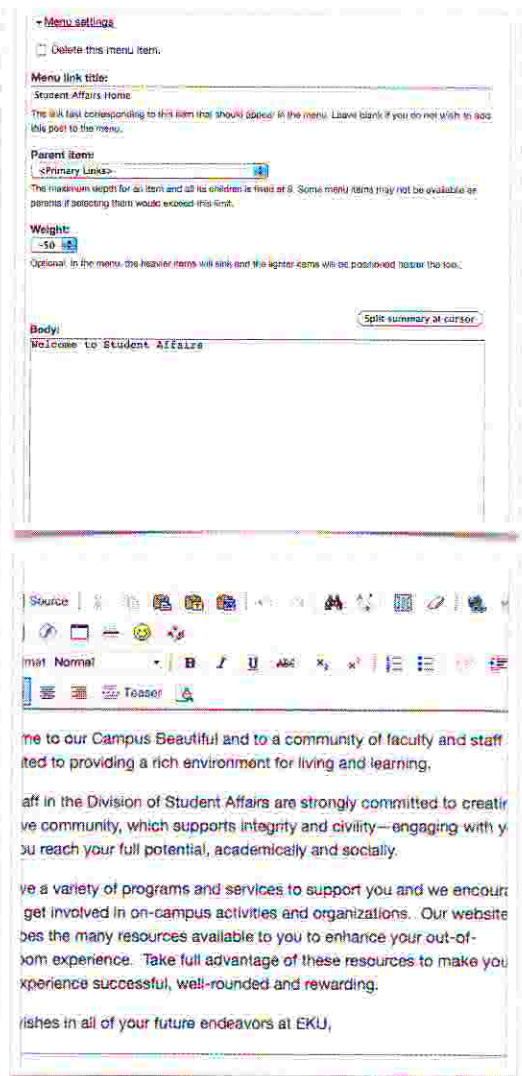 Menu settings
Delete this menu item.
Menu link title:
Student Affairs Home
The link text corresponding to this item that should appear in the menu. Leave blank if you do not wish to add
this post to the menu.
Parent item:
<Primary Links>
The maximum depth for an item and all its children is fixed at 9. Some menu items may not be available as
parents if selecting them would exceed this limit.
Weight:
-50
Optional. In the menu, the heavier items will sink and the lighter items will be positioned nearer the top.
Split summary at cursor
Body:
Welcome to Student Affairs
Source
mat Normal
B I U ABC x₂ x²
Teaser A
me to our Campus Beautiful and to a community of faculty and staff
ted to providing a rich environment for living and learning.
aff in the Division of Student Affairs are strongly committed to creatin
ve community, which supports integrity and civility—engaging with y
ou reach your full potential, academically and socially.
ve a variety of programs and services to support you and we encoura
get involved in on-campus activities and organizations. Our website
bes the many resources available to you to enhance your out-of-
oom experience. Take full advantage of these resources to make you
xperience successful, well-rounded and rewarding.
vishes in all of your future endeavors at EKU,